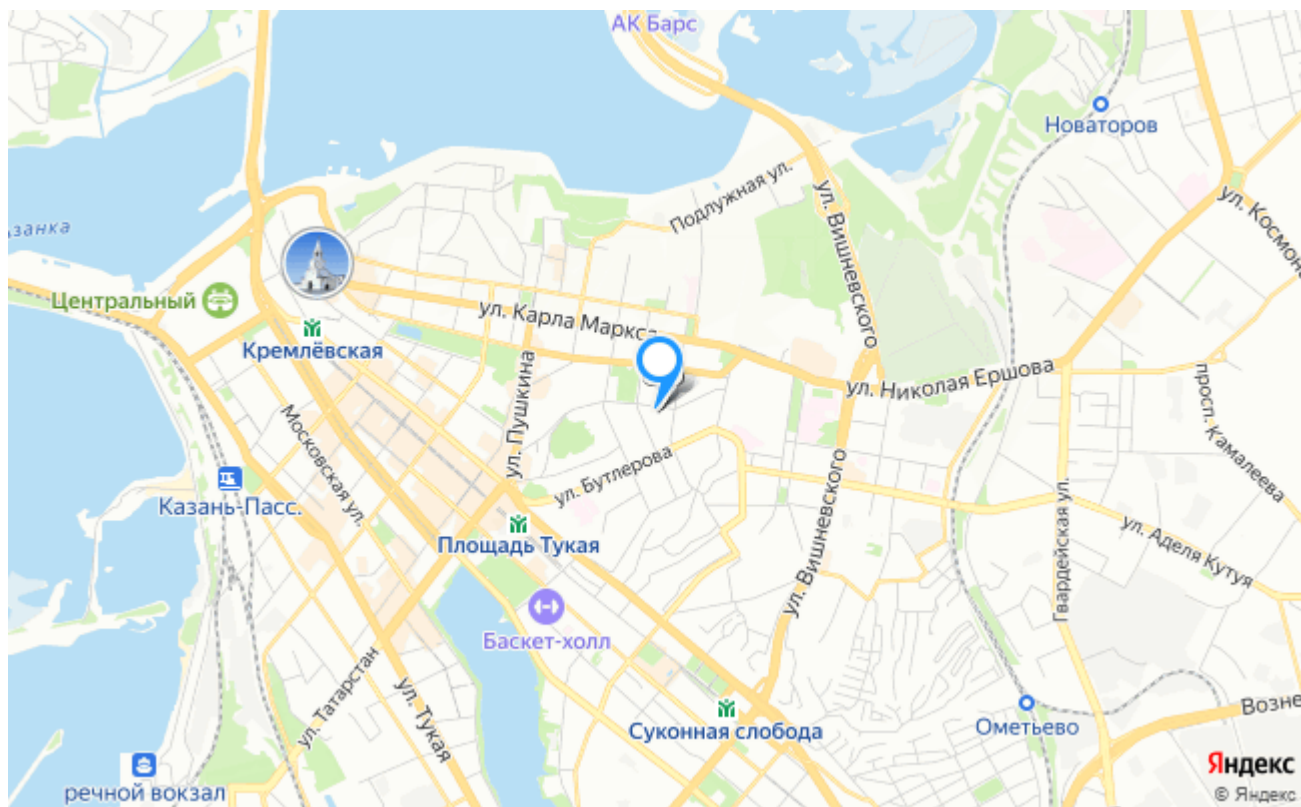 АК Барс
Новаторов
Подлужная ул.
ул. Вишневского
ул. Космона
азанка
Центральный
ул. Карла Маркса
Кремлёвская
ул. Пушкина
ул. Николая Ершова
просп. Камалеева
Московская ул.
ул. Бутлерова
Казань-Пасс.
Площадь Тукая
ул. Вишневского
Гвардейская ул.
ул. Аделя Кутуя
Баскет-холл
ул. Татарстан
ул. Тукая
Суконная слобода
Ометьево
Возне
речной вокзал
Яндекс
© Яндекс